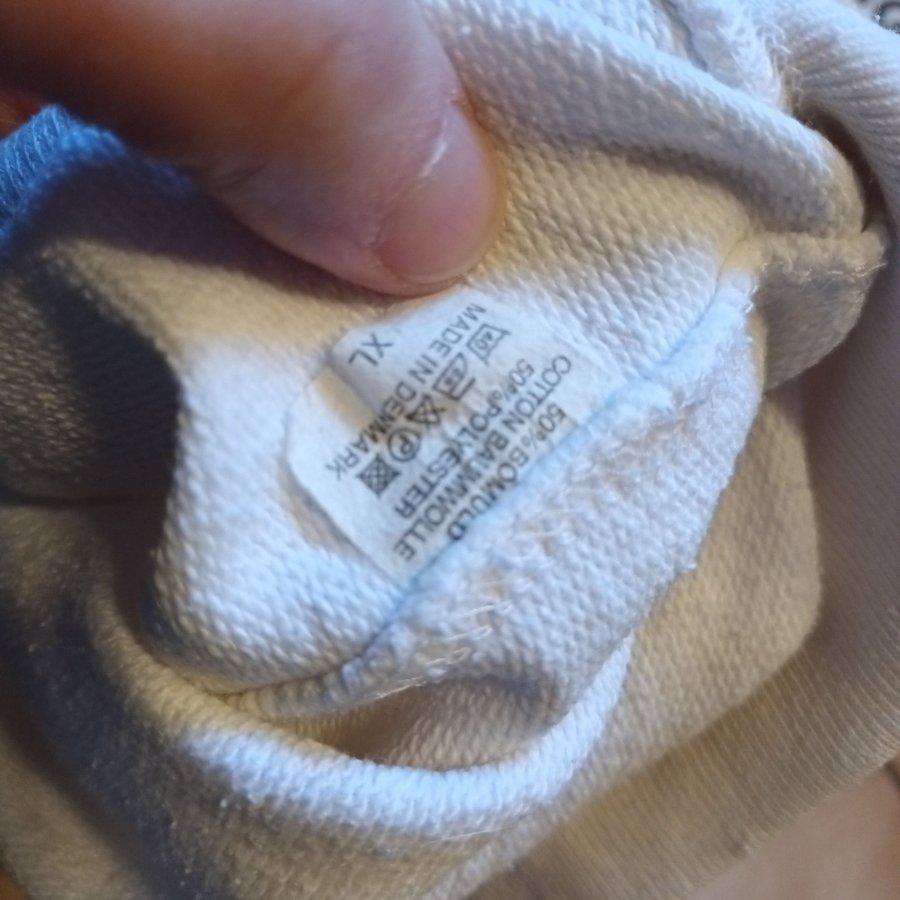 50% BOMULD
COTTON BAUMWOLLE
50% POLYESTER
P
MADE IN DENMARK
XL